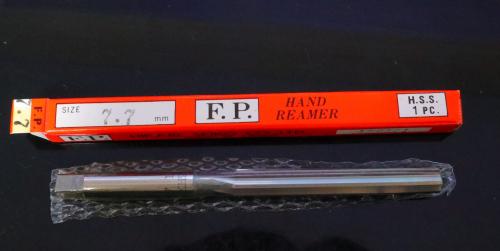 7.7
F.P.
SIZE
7.7 mm
F.P.
HAND
REAMER
H.S.S.
1 PC.
F.P.